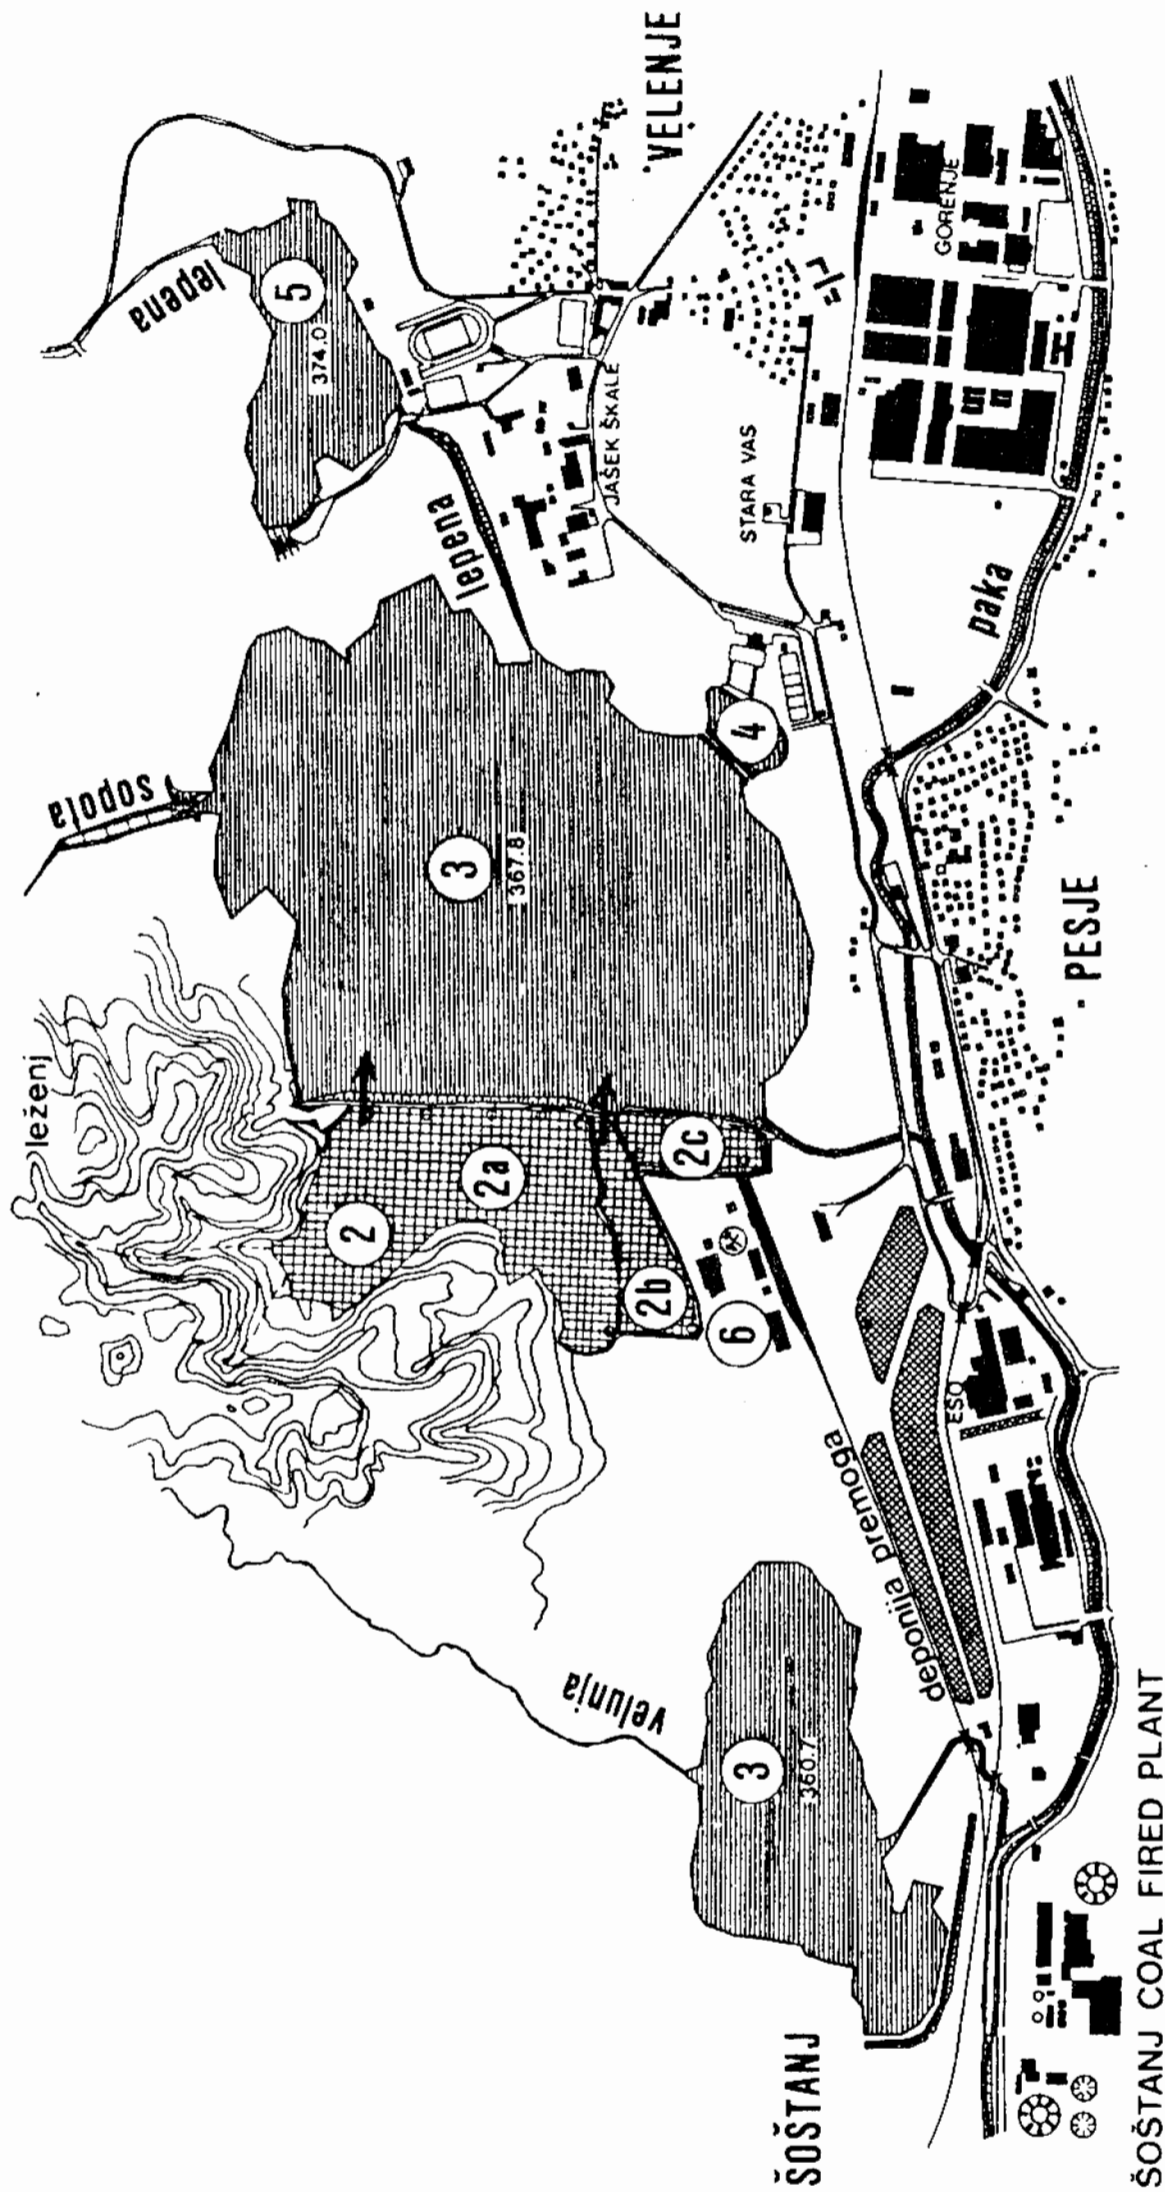 VELENJE
lepena
5
374.0
lepena
JAŠEK ŠKALE
STARA VAS
GORENJE
paka
sopota
3
367.8
4
PESJE
leženj
2
2a
2b
2c
6
ESO
deponija premoga
velunja
3
360.7
ŠOŠTANJ
ŠOŠTANJ COAL FIRED PLANT